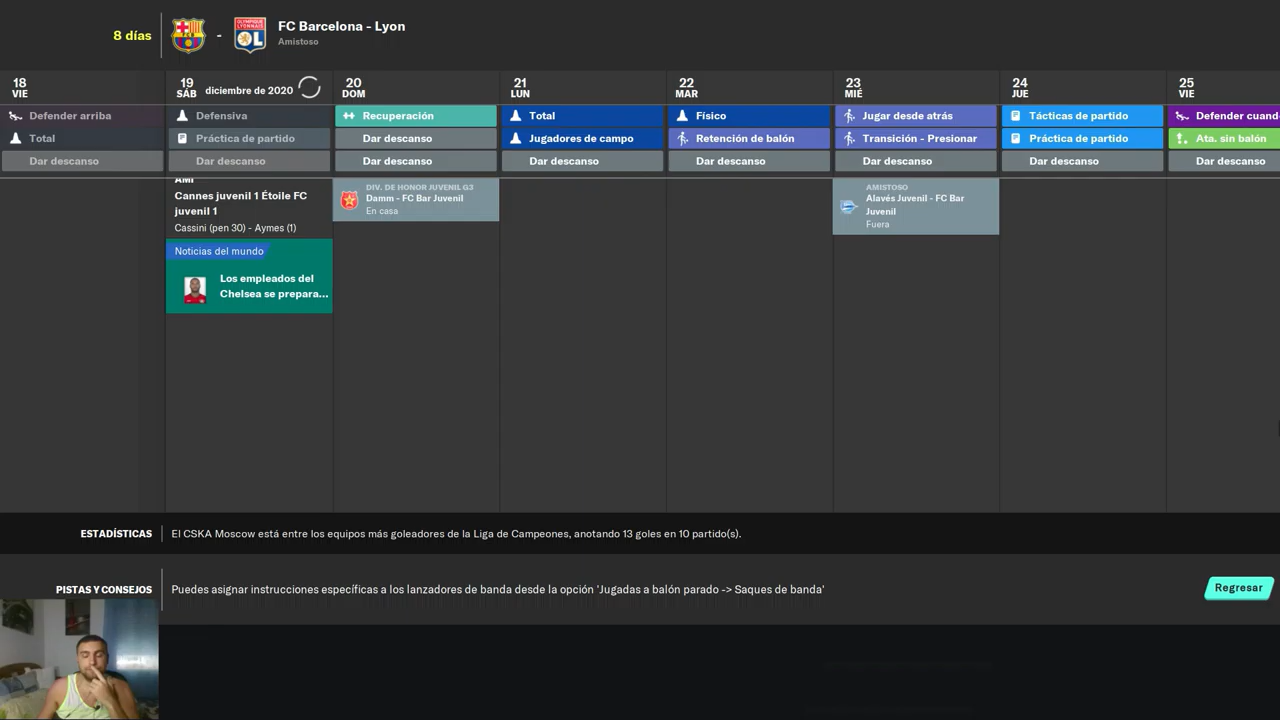 8 días
-
FC Barcelona - Lyon
Amistoso
18
VIE
19
SÁB
diciembre de 2020
20
DOM
21
LUN
22
MAR
23
MIÉ
24
JUE
25
VIE
Defender arriba
Defensiva
Recuperación
Total
Físico
Jugar desde atrás
Tácticas de partido
Defender cuand
Total
Práctica de partido
Dar descanso
Jugadores de campo
Retención de balón
Transición - Presionar
Práctica de partido
Ata. sin balón
Dar descanso
Dar descanso
Dar descanso
Dar descanso
Dar descanso
Dar descanso
Dar descanso
Dar descanso
AMI
Cannes juvenil 1 Étoile FC
juvenil 1
Cassini (pen 30) - Aymes (1)
Noticias del mundo
Los empleados del
Chelsea se prepara...
DIV. DE HONOR JUVENIL G3
Damm - FC Bar Juvenil
En casa
AMISTOSO
Alavés Juvenil - FC Bar
Juvenil
Fuera
ESTADÍSTICAS
El CSKA Moscow está entre los equipos más goleadores de la Liga de Campeones, anotando 13 goles en 10 partido(s).
PISTAS Y CONSEJOS
Puedes asignar instrucciones específicas a los lanzadores de banda desde la opción 'Jugadas a balón parado -> Saques de banda'
Regresar